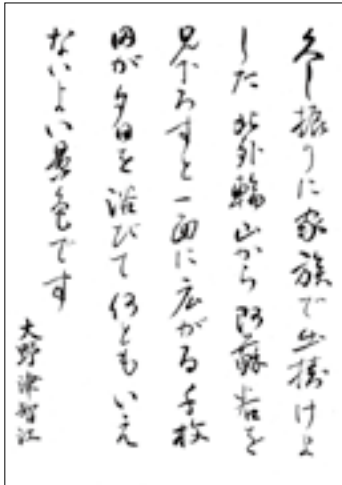 久し振りに家族で出掛けま
した 北外輪山から阿蘇谷を
見下ろすと一面に広がる千枚
田が夕日を浴びて何ともいえ
ないよい景色です
大野津智江